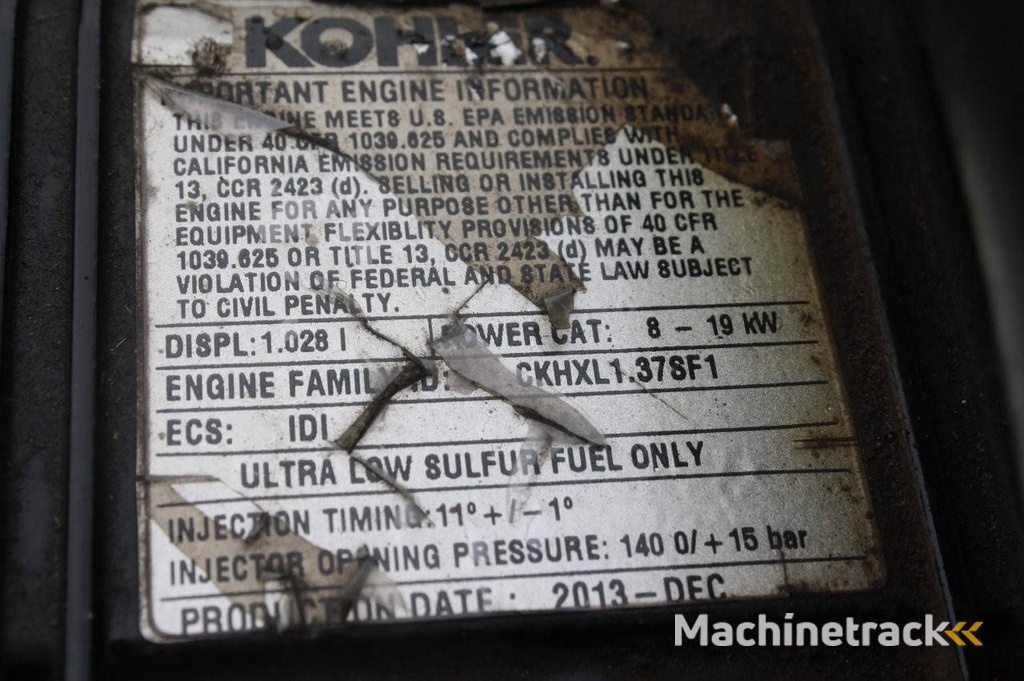 KOHLER.
IMPORTANT ENGINE INFORMATION
THIS ENGINE MEETS U.S. EPA EMISSION STANDARDS
UNDER 40 CFR 1039.625 AND COMPLIES WITH
CALIFORNIA EMISSION REQUIREMENTS UNDER TITLE
13, CCR 2423 (d). SELLING OR INSTALLING THIS
ENGINE FOR ANY PURPOSE OTHER THAN FOR THE
EQUIPMENT FLEXIBLITY PROVISIONS OF 40 CFR
1039.625 OR TITLE 13, CCR 2423 (d) MAY BE A
VIOLATION OF FEDERAL AND STATE LAW SUBJECT
TO CIVIL PENALTY.
DISPL: 1.028 l POWER CAT: 8 – 19 kW
ENGINE FAMILY ID: CKHXL1.37SF1
ECS: IDI
ULTRA LOW SULFUR FUEL ONLY
INJECTION TIMING: 11° + / – 1°
INJECTOR OPENING PRESSURE: 140 0/ + 15 bar
PRODUCTION DATE : 2013 – DEC
Machinetrack